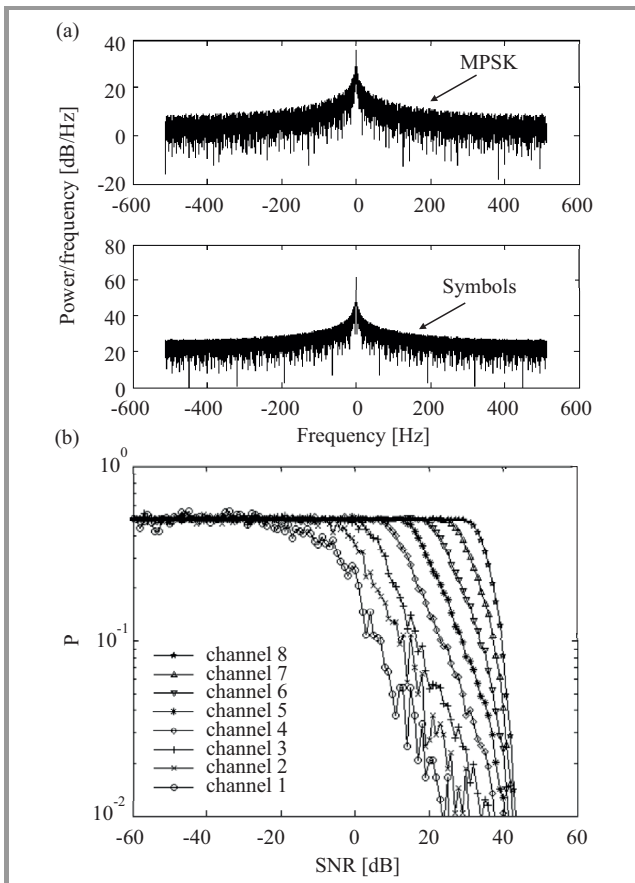 (a)
40
20
0
-20
MPSK
-600 -400 -200 0 200 400 600
Power/frequency [dB/Hz]
80
60
40
20
0
Symbols
-600 -400 -200 0 200 400 600
Frequency [Hz]
(b)
10^0
10^-1
10^-2
P
channel 8
channel 7
channel 6
channel 5
channel 4
channel 3
channel 2
channel 1
-60 -40 -20 0 20 40 60
SNR [dB]